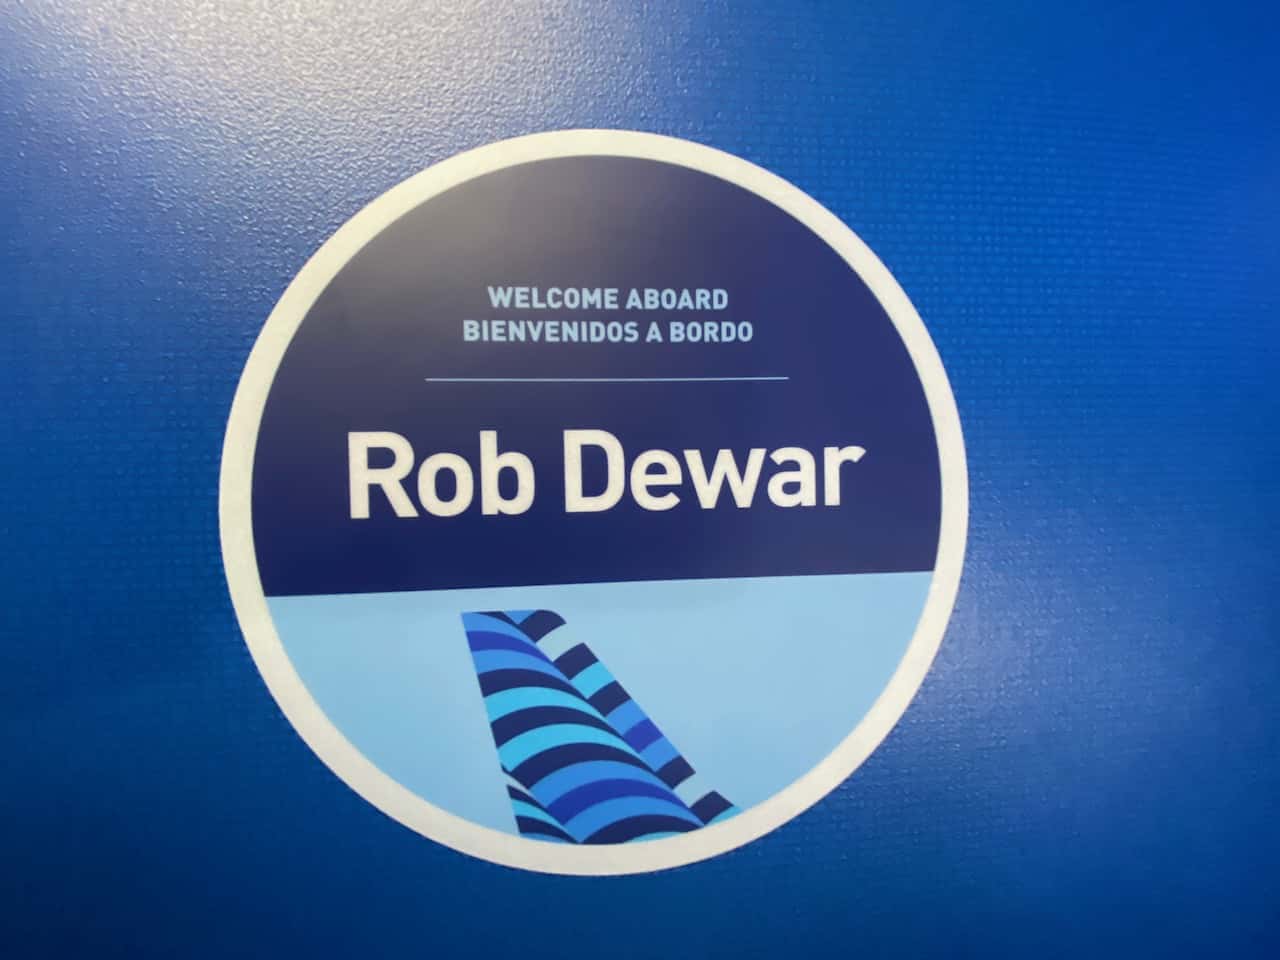 WELCOME ABOARD
BIENVENIDOS A BORDO
Rob Dewar